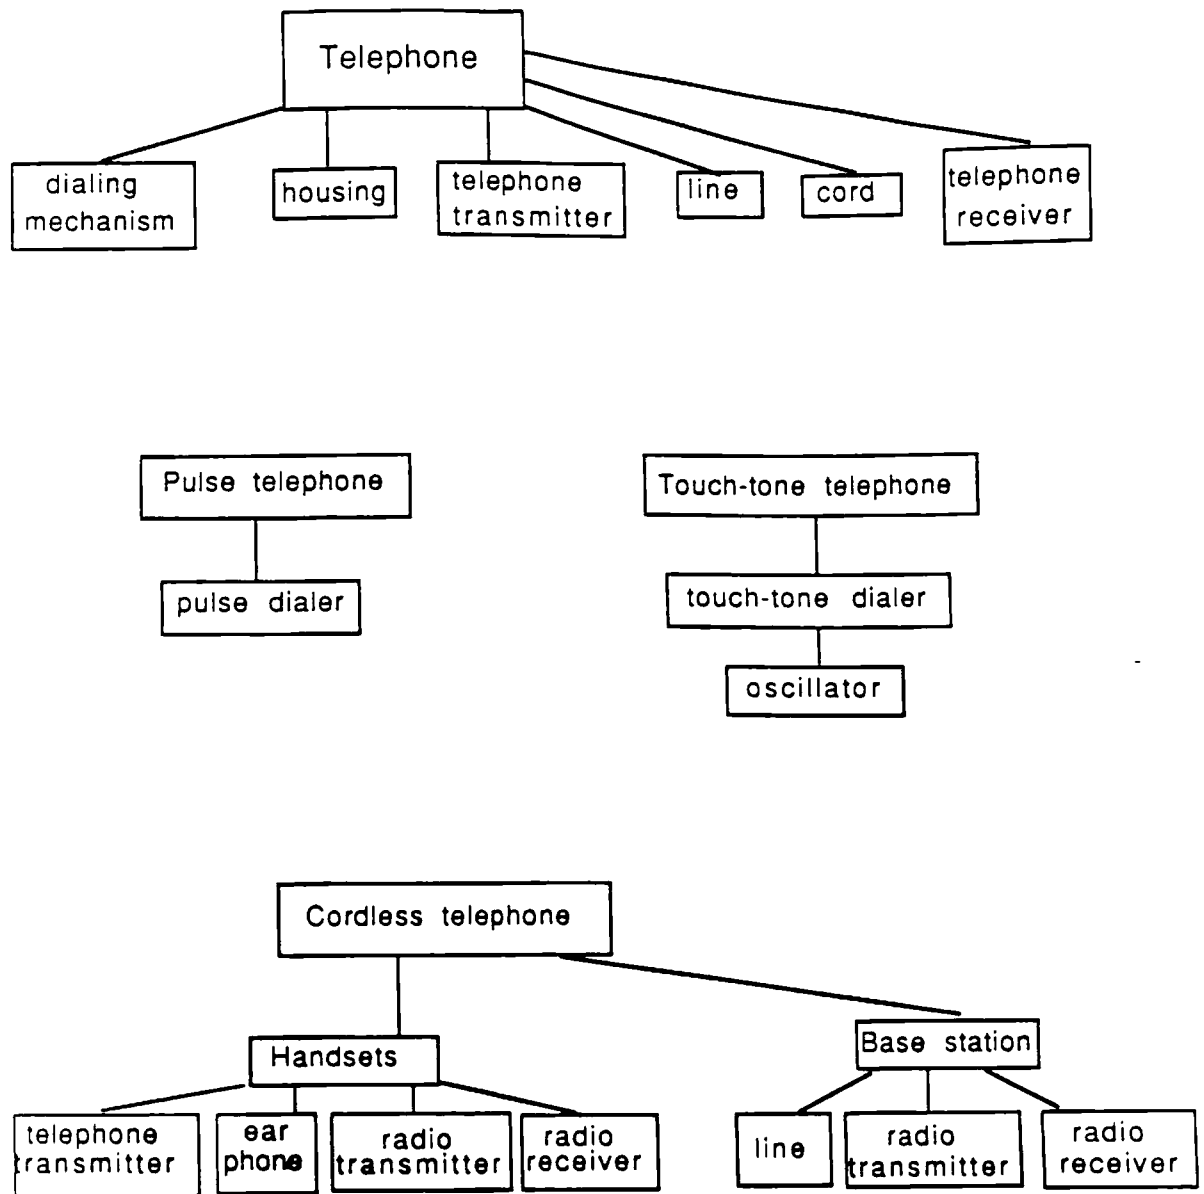 Telephone
dialing
mechanism
housing
telephone
transmitter
line
cord
telephone
receiver
Pulse telephone
pulse dialer
Touch-tone telephone
touch-tone dialer
oscillator
Cordless telephone
Handsets
Base station
telephone
transmitter
ear
phone
radio
transmitter
radio
receiver
line
radio
transmitter
radio
receiver